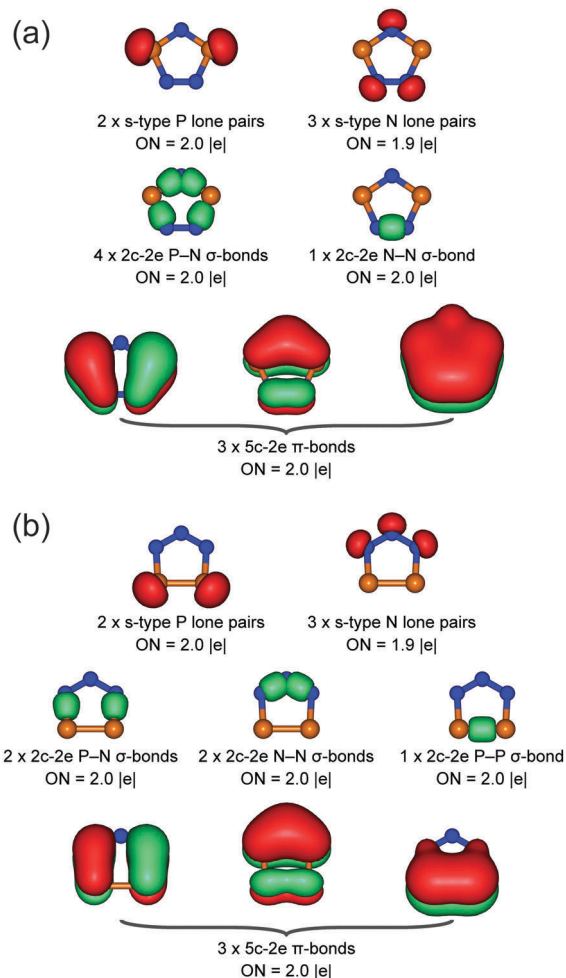 (a)
2 x s-type P lone pairs
ON = 2.0 |e|
3 x s-type N lone pairs
ON = 1.9 |e|
4 x 2c-2e P–N σ-bonds
ON = 2.0 |e|
1 x 2c-2e N–N σ-bond
ON = 2.0 |e|
3 x 5c-2e π-bonds
ON = 2.0 |e|
(b)
2 x s-type P lone pairs
ON = 2.0 |e|
3 x s-type N lone pairs
ON = 1.9 |e|
2 x 2c-2e P–N σ-bonds
ON = 2.0 |e|
2 x 2c-2e N–N σ-bonds
ON = 2.0 |e|
1 x 2c-2e P–P σ-bond
ON = 2.0 |e|
3 x 5c-2e π-bonds
ON = 2.0 |e|